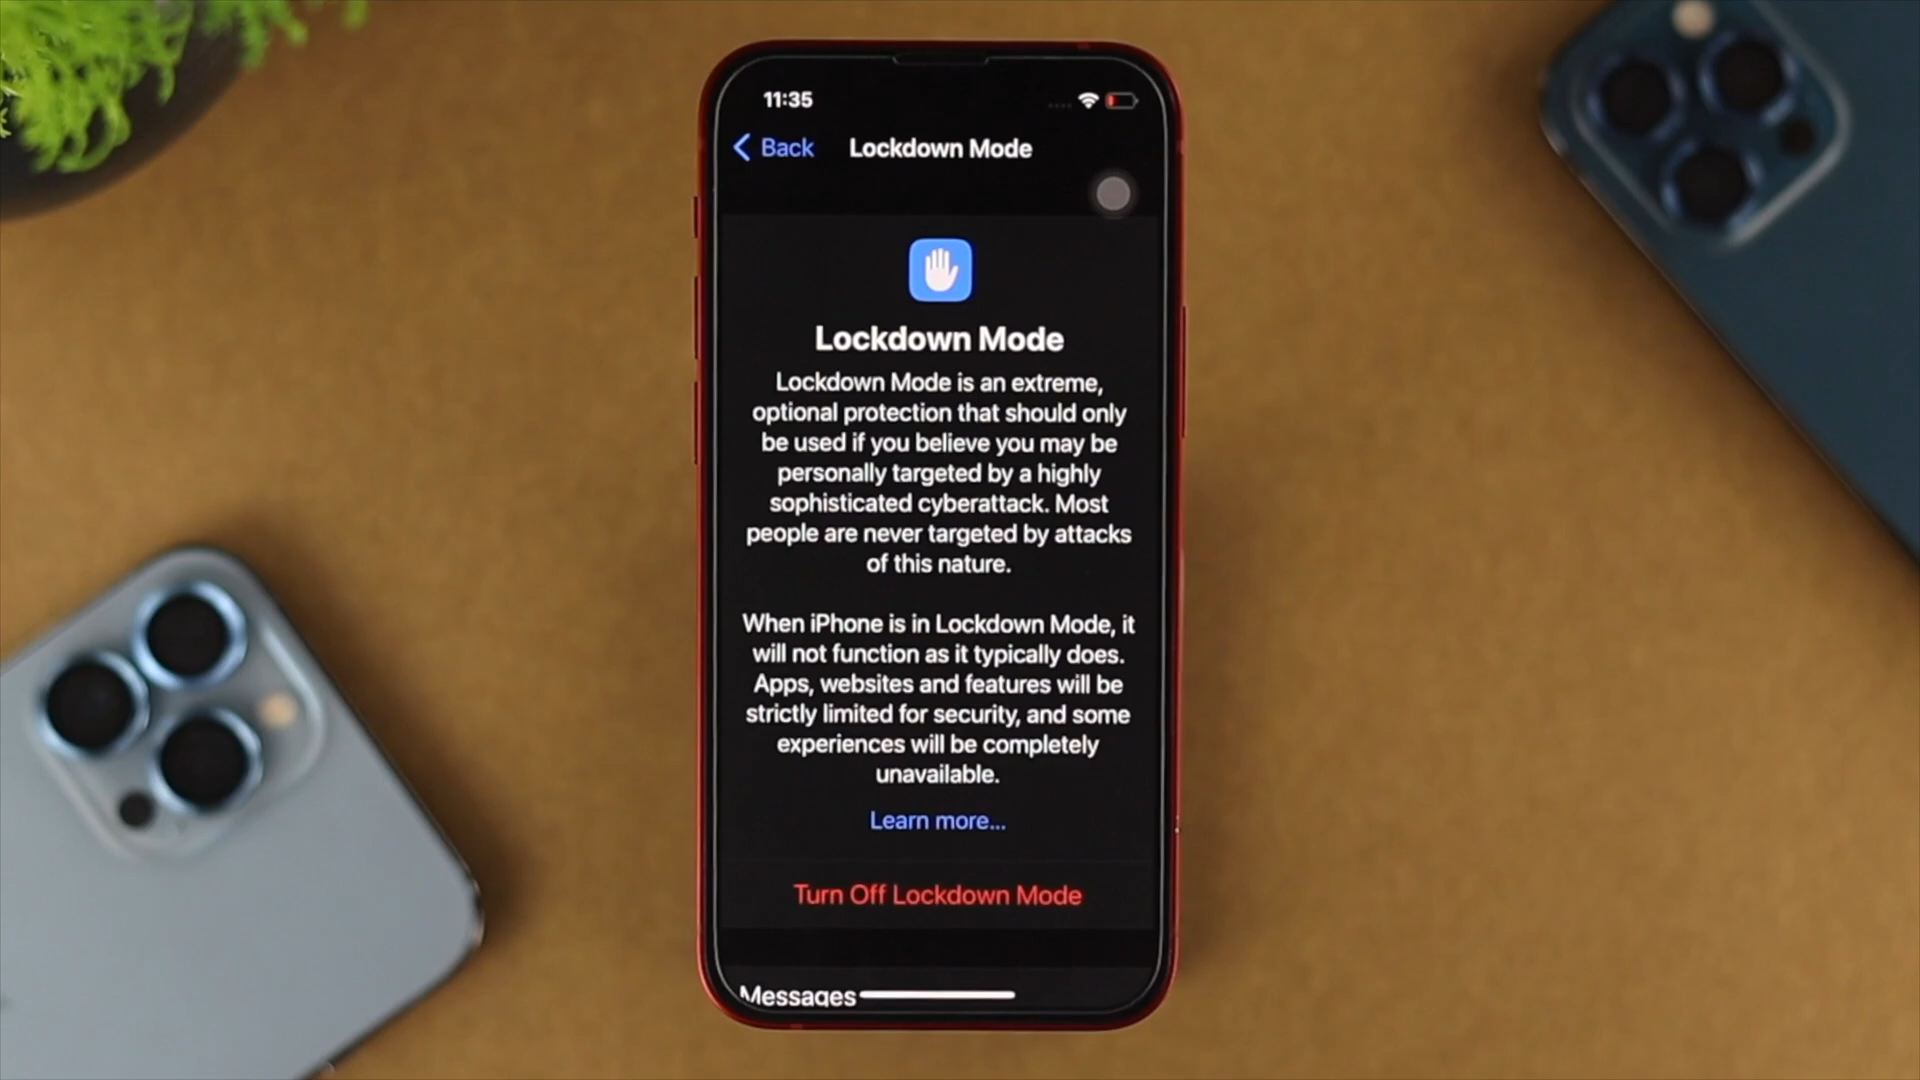 11:35
Back
Lockdown Mode
Lockdown Mode
Lockdown Mode is an extreme,
optional protection that should only
be used if you believe you may be
personally targeted by a highly
sophisticated cyberattack. Most
people are never targeted by attacks
of this nature.
When iPhone is in Lockdown Mode, it
will not function as it typically does.
Apps, websites and features will be
strictly limited for security, and some
experiences will be completely
unavailable.
Learn more...
Turn Off Lockdown Mode
Messages